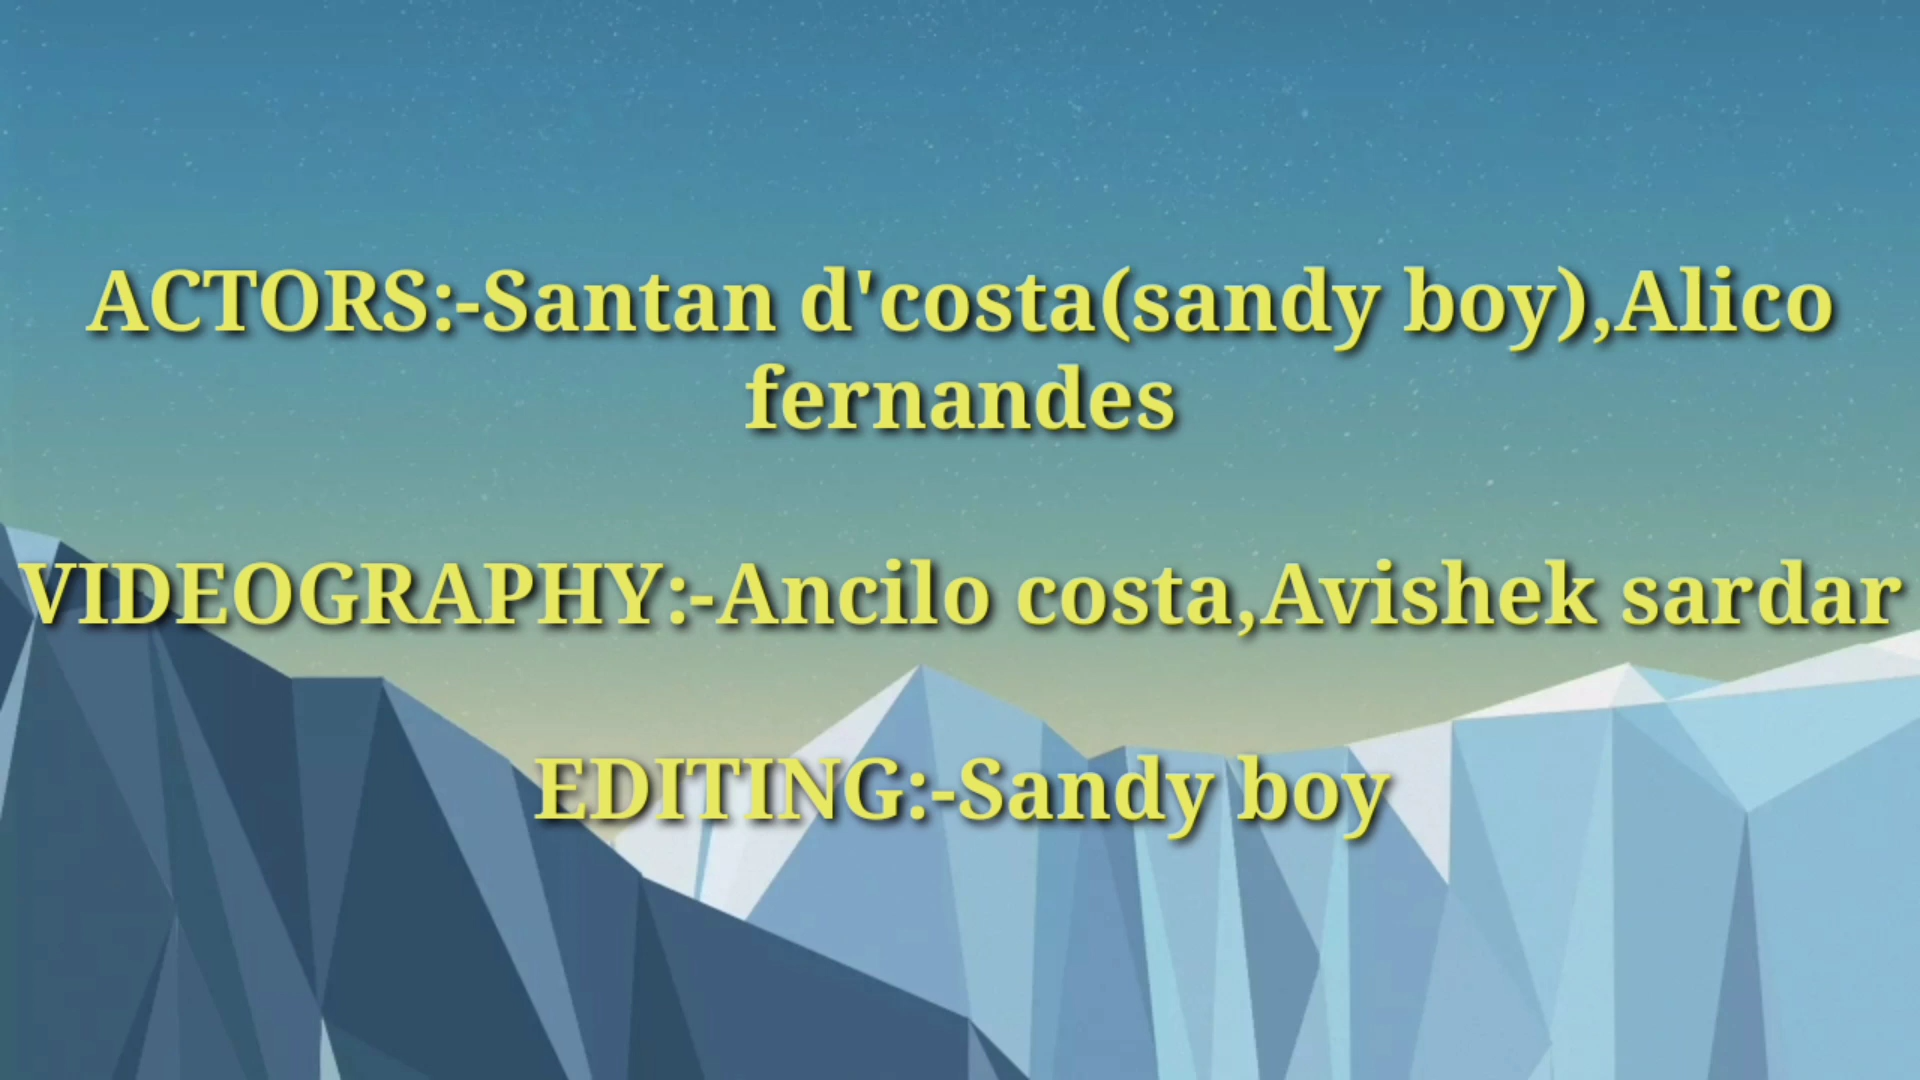 ACTORS:-Santan d'costa(sandy boy),Alico
fernandes
VIDEOGRAPHY:-Ancilo costa,Avishek sardar
EDITING:-Sandy boy